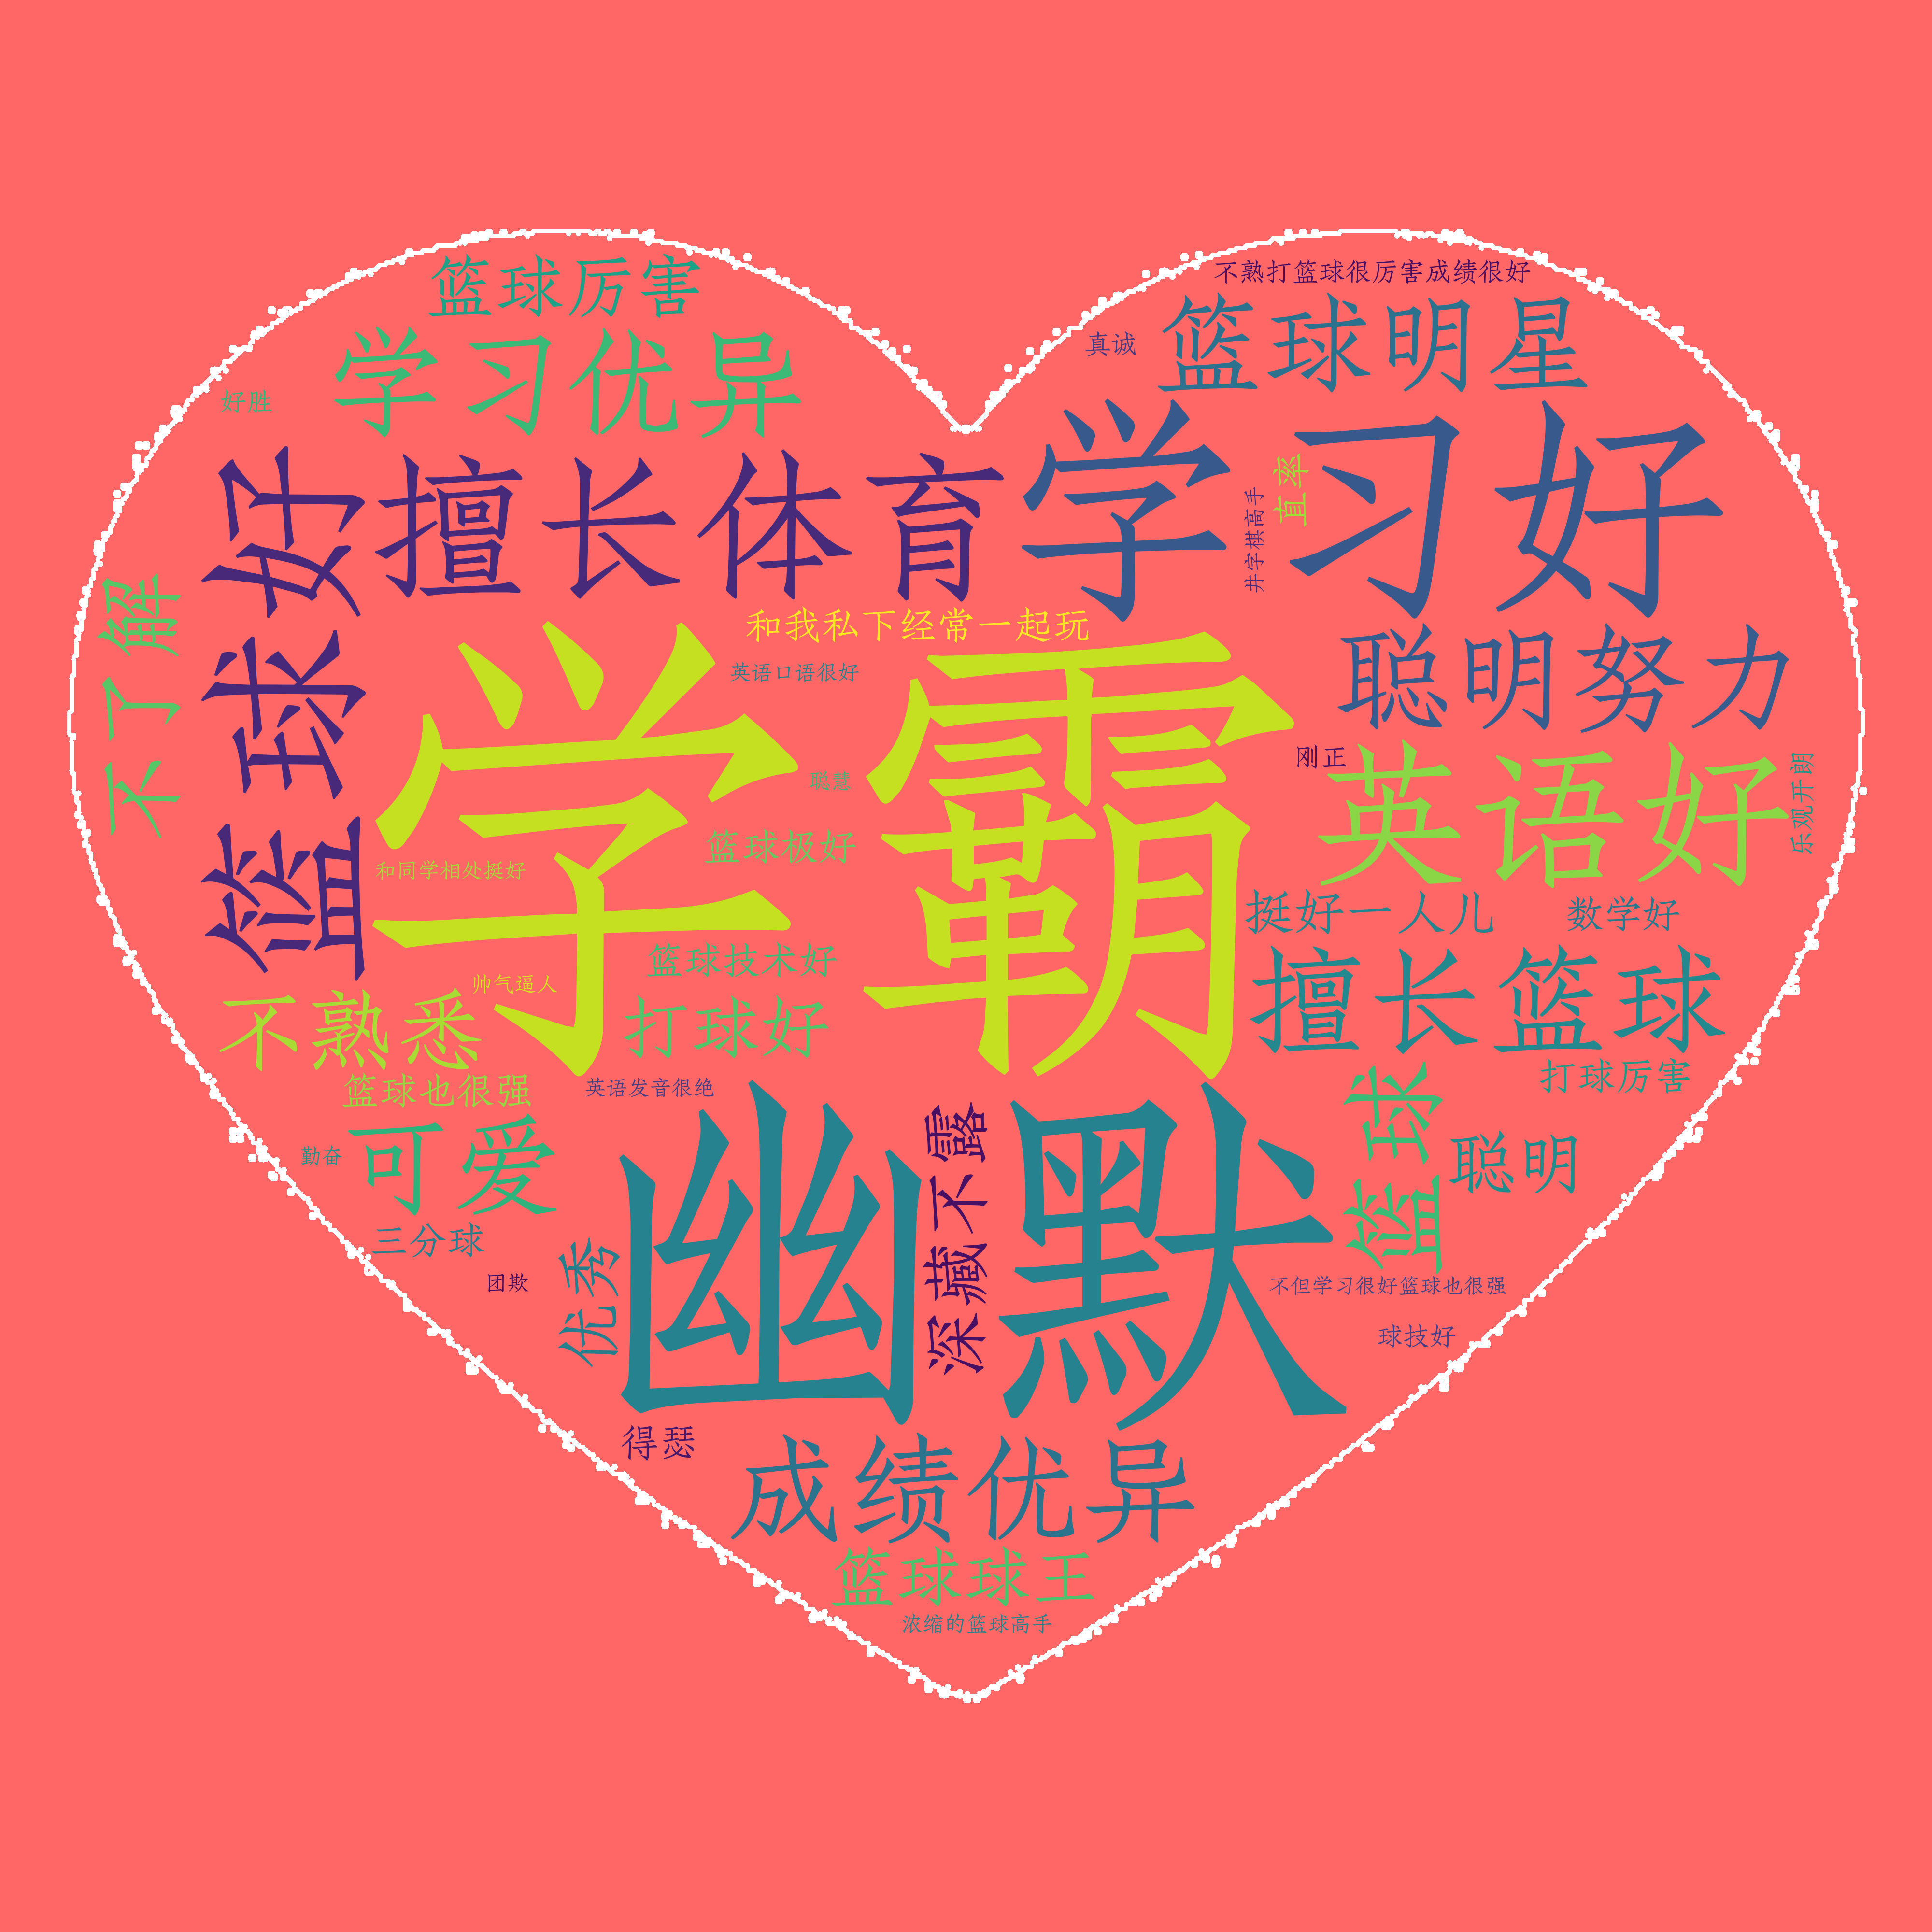 不熟打篮球很厉害成绩很好
篮球厉害
篮球明星
真诚
学习优异
好胜
学习好
擅长体育
篮球好
直率
井字棋高手
不了解
和我私下经常一起玩
聪明努力
英语口语很好
学霸
刚正
英语好
乐观开朗
聪慧
篮球极好
和同学相处挺好
挺好一人儿
数学好
篮球技术好
擅长篮球
帅气逼人
不熟悉
打球好
打球厉害
篮球也很强
英语发音很绝
幽默
深藏不露
可爱
聪明
勤奋
三分球
优秀
团欺
不但学习很好篮球也很强
球技好
得瑟
成绩优异
篮球球王
浓缩的篮球高手